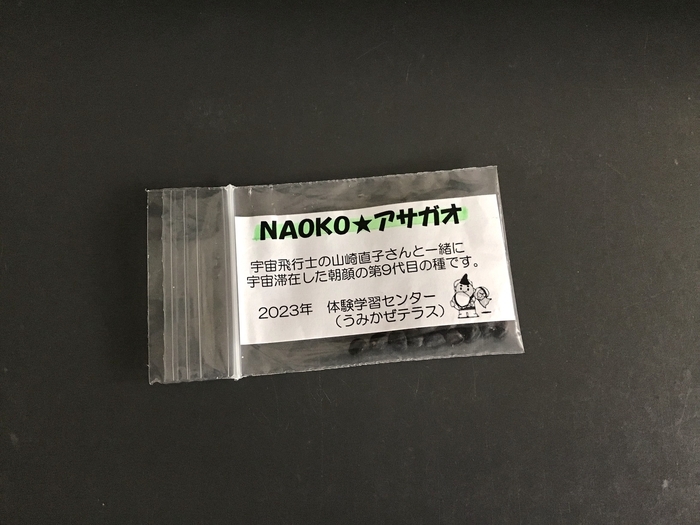 NAOKO★アサガオ
宇宙飛行士の山崎直子さんと一緒に
宇宙滞在した朝顔の第9代目の種です。
2023年 体験学習センター
（うみかぜテラス）